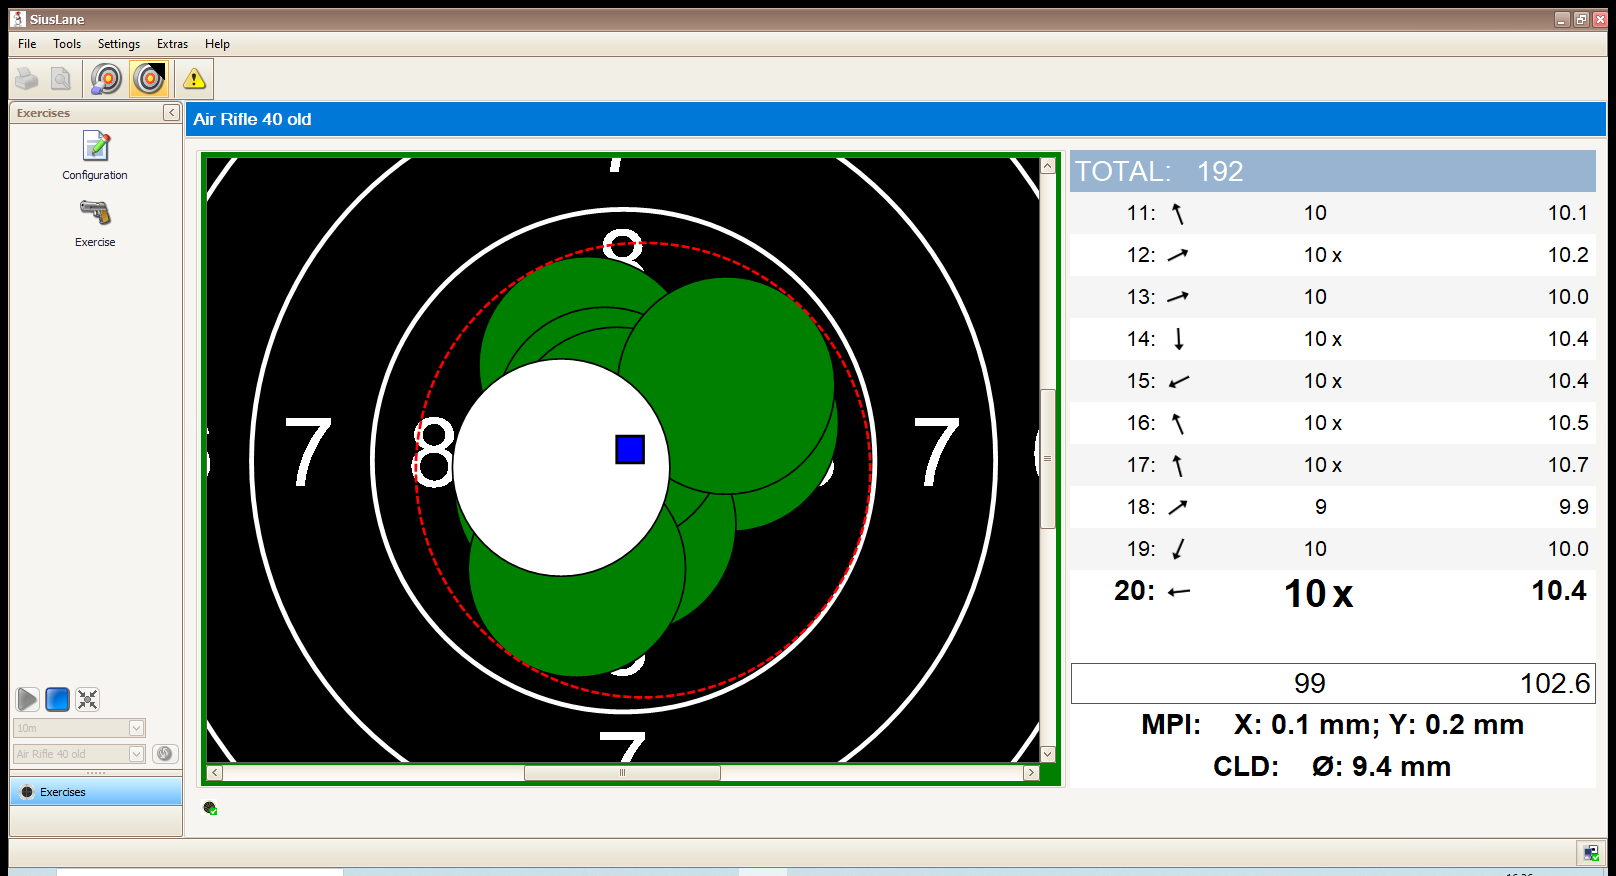 SiusLane
File Tools Settings Extras Help
Exercises
Air Rifle 40 old
Configuration
Exercise
7
8
7 8 7
7
TOTAL: 192
11: 10 10.1
12: 10 x 10.2
13: 10 10.0
14: 10 x 10.4
15: 10 x 10.4
16: 10 x 10.5
17: 10 x 10.7
18: 9 9.9
19: 10 10.0
20: 10 x 10.4
99 102.6
MPI: X: 0.1 mm; Y: 0.2 mm
CLD: Ø: 9.4 mm
10m
Air Rifle 40 old
Exercises